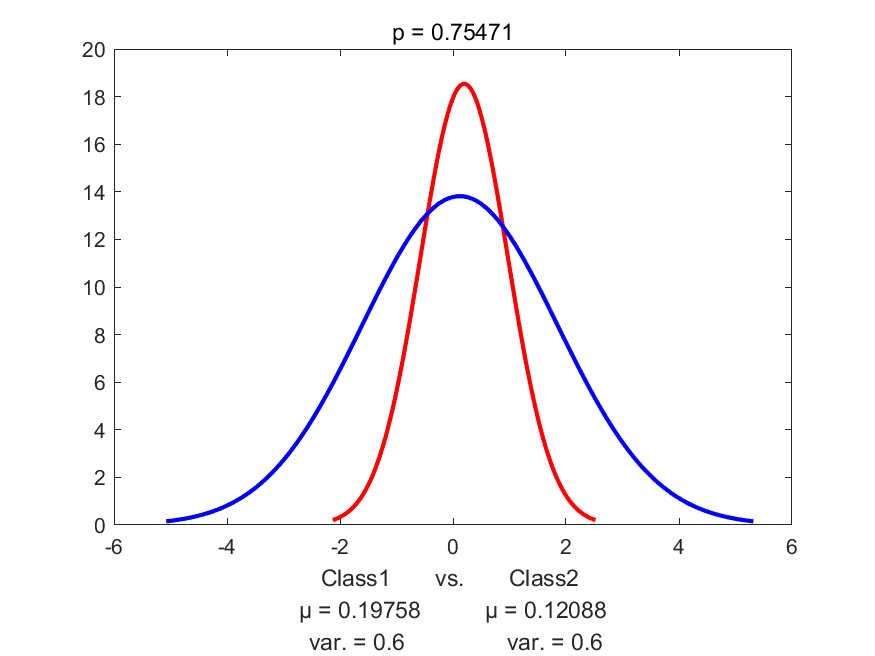 p = 0.75471
20
18
16
14
12
10
8
6
4
2
0
-6 -4 -2 0 2 4 6
Class1 vs. Class2
μ = 0.19758 μ = 0.12088
var. = 0.6 var. = 0.6